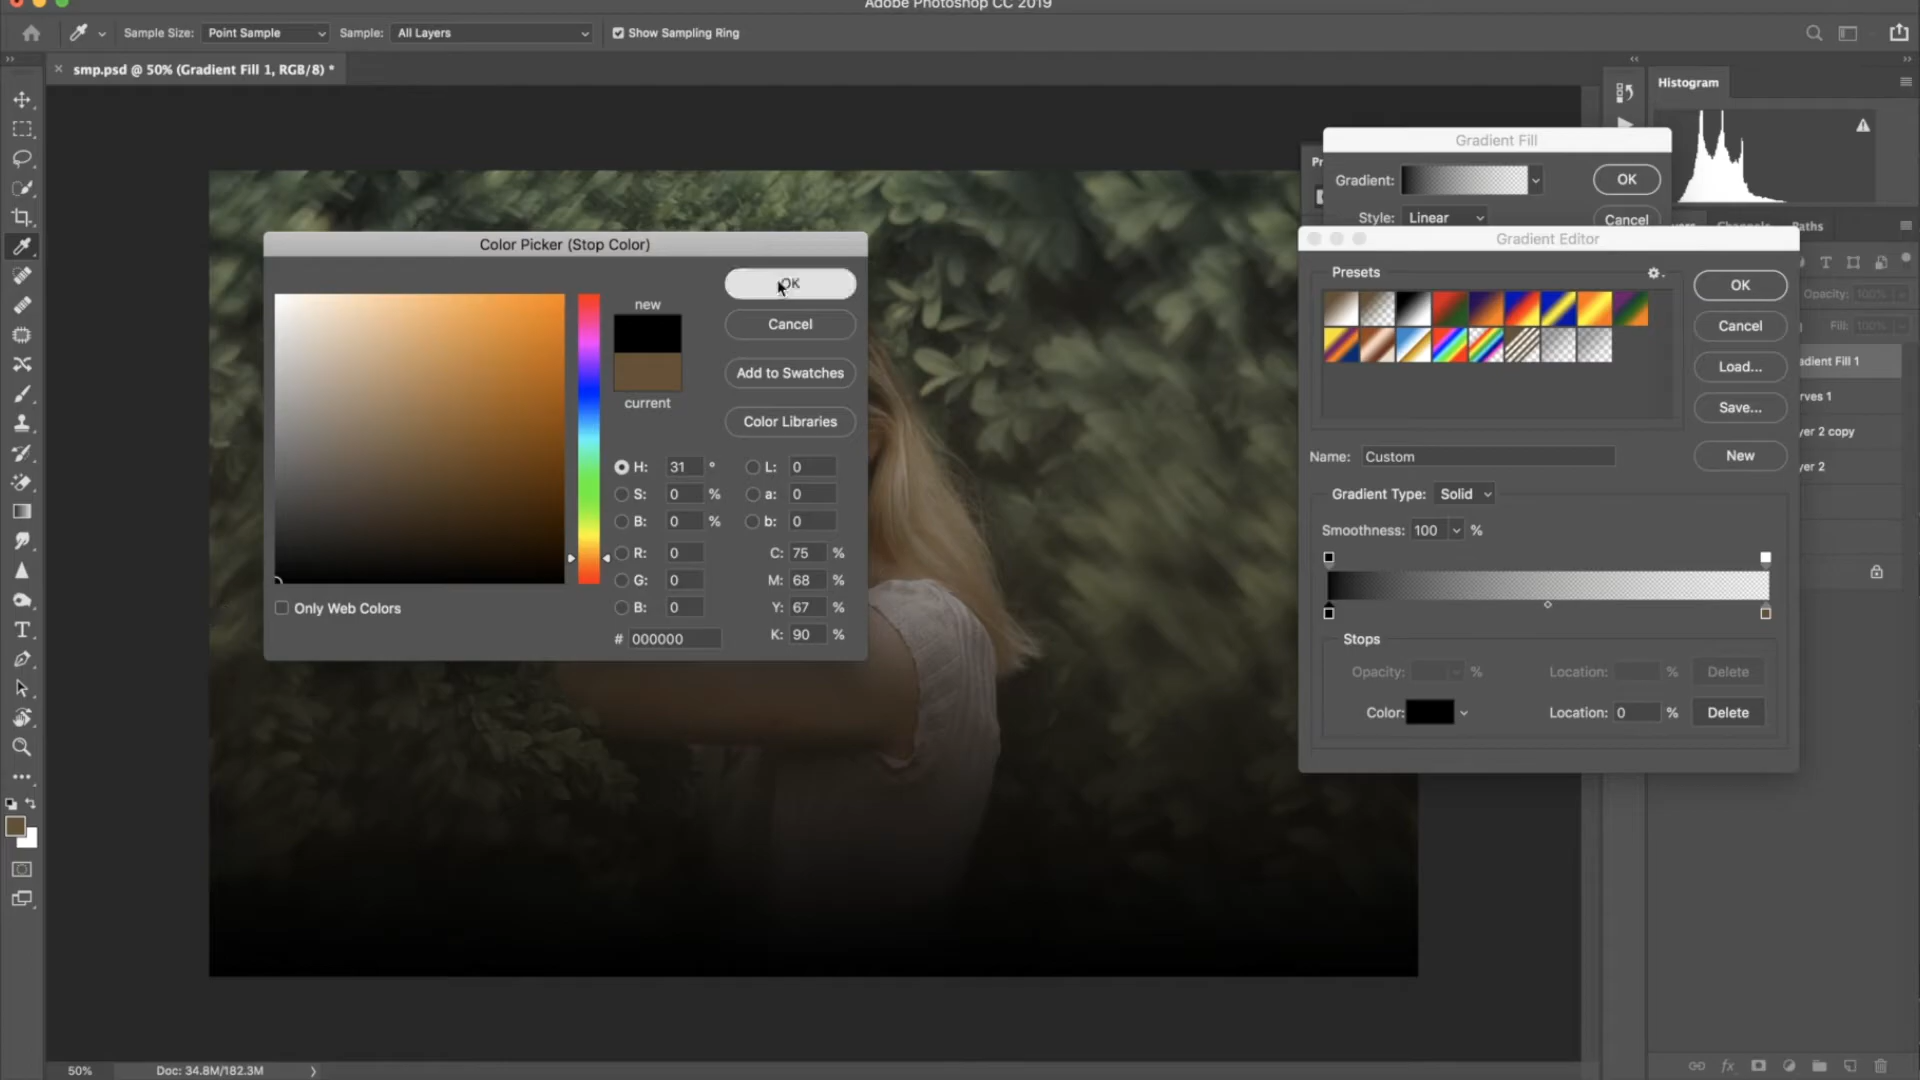 Adobe Photoshop CC 2019
Sample Size: Point Sample Sample: All Layers Show Sampling Ring
smp.psd @ 50% (Gradient Fill 1, RGB/8) *
Histogram
Gradient Fill
Gradient: OK
Style: Linear Cancel
Paths
Color Picker (Stop Color)
new
current
OK
Cancel
Add to Swatches
Color Libraries
H: 31 ° L: 0
S: 0 % a: 0
B: 0 % b: 0
R: 0 C: 75 %
G: 0 M: 68 %
B: 0 Y: 67 %
# 000000 K: 90 %
Only Web Colors
Gradient Editor
Presets
OK
Cancel
Load...
Save...
Name: Custom New
Gradient Type: Solid
Smoothness: 100 %
Stops
Opacity: % Location: % Delete
Color: Location: 0 % Delete
Opacity: 100%
Fill: 100%
adient Fill 1
rves 1
yer 2 copy
yer 2
50% Doc: 34.8M/182.3M